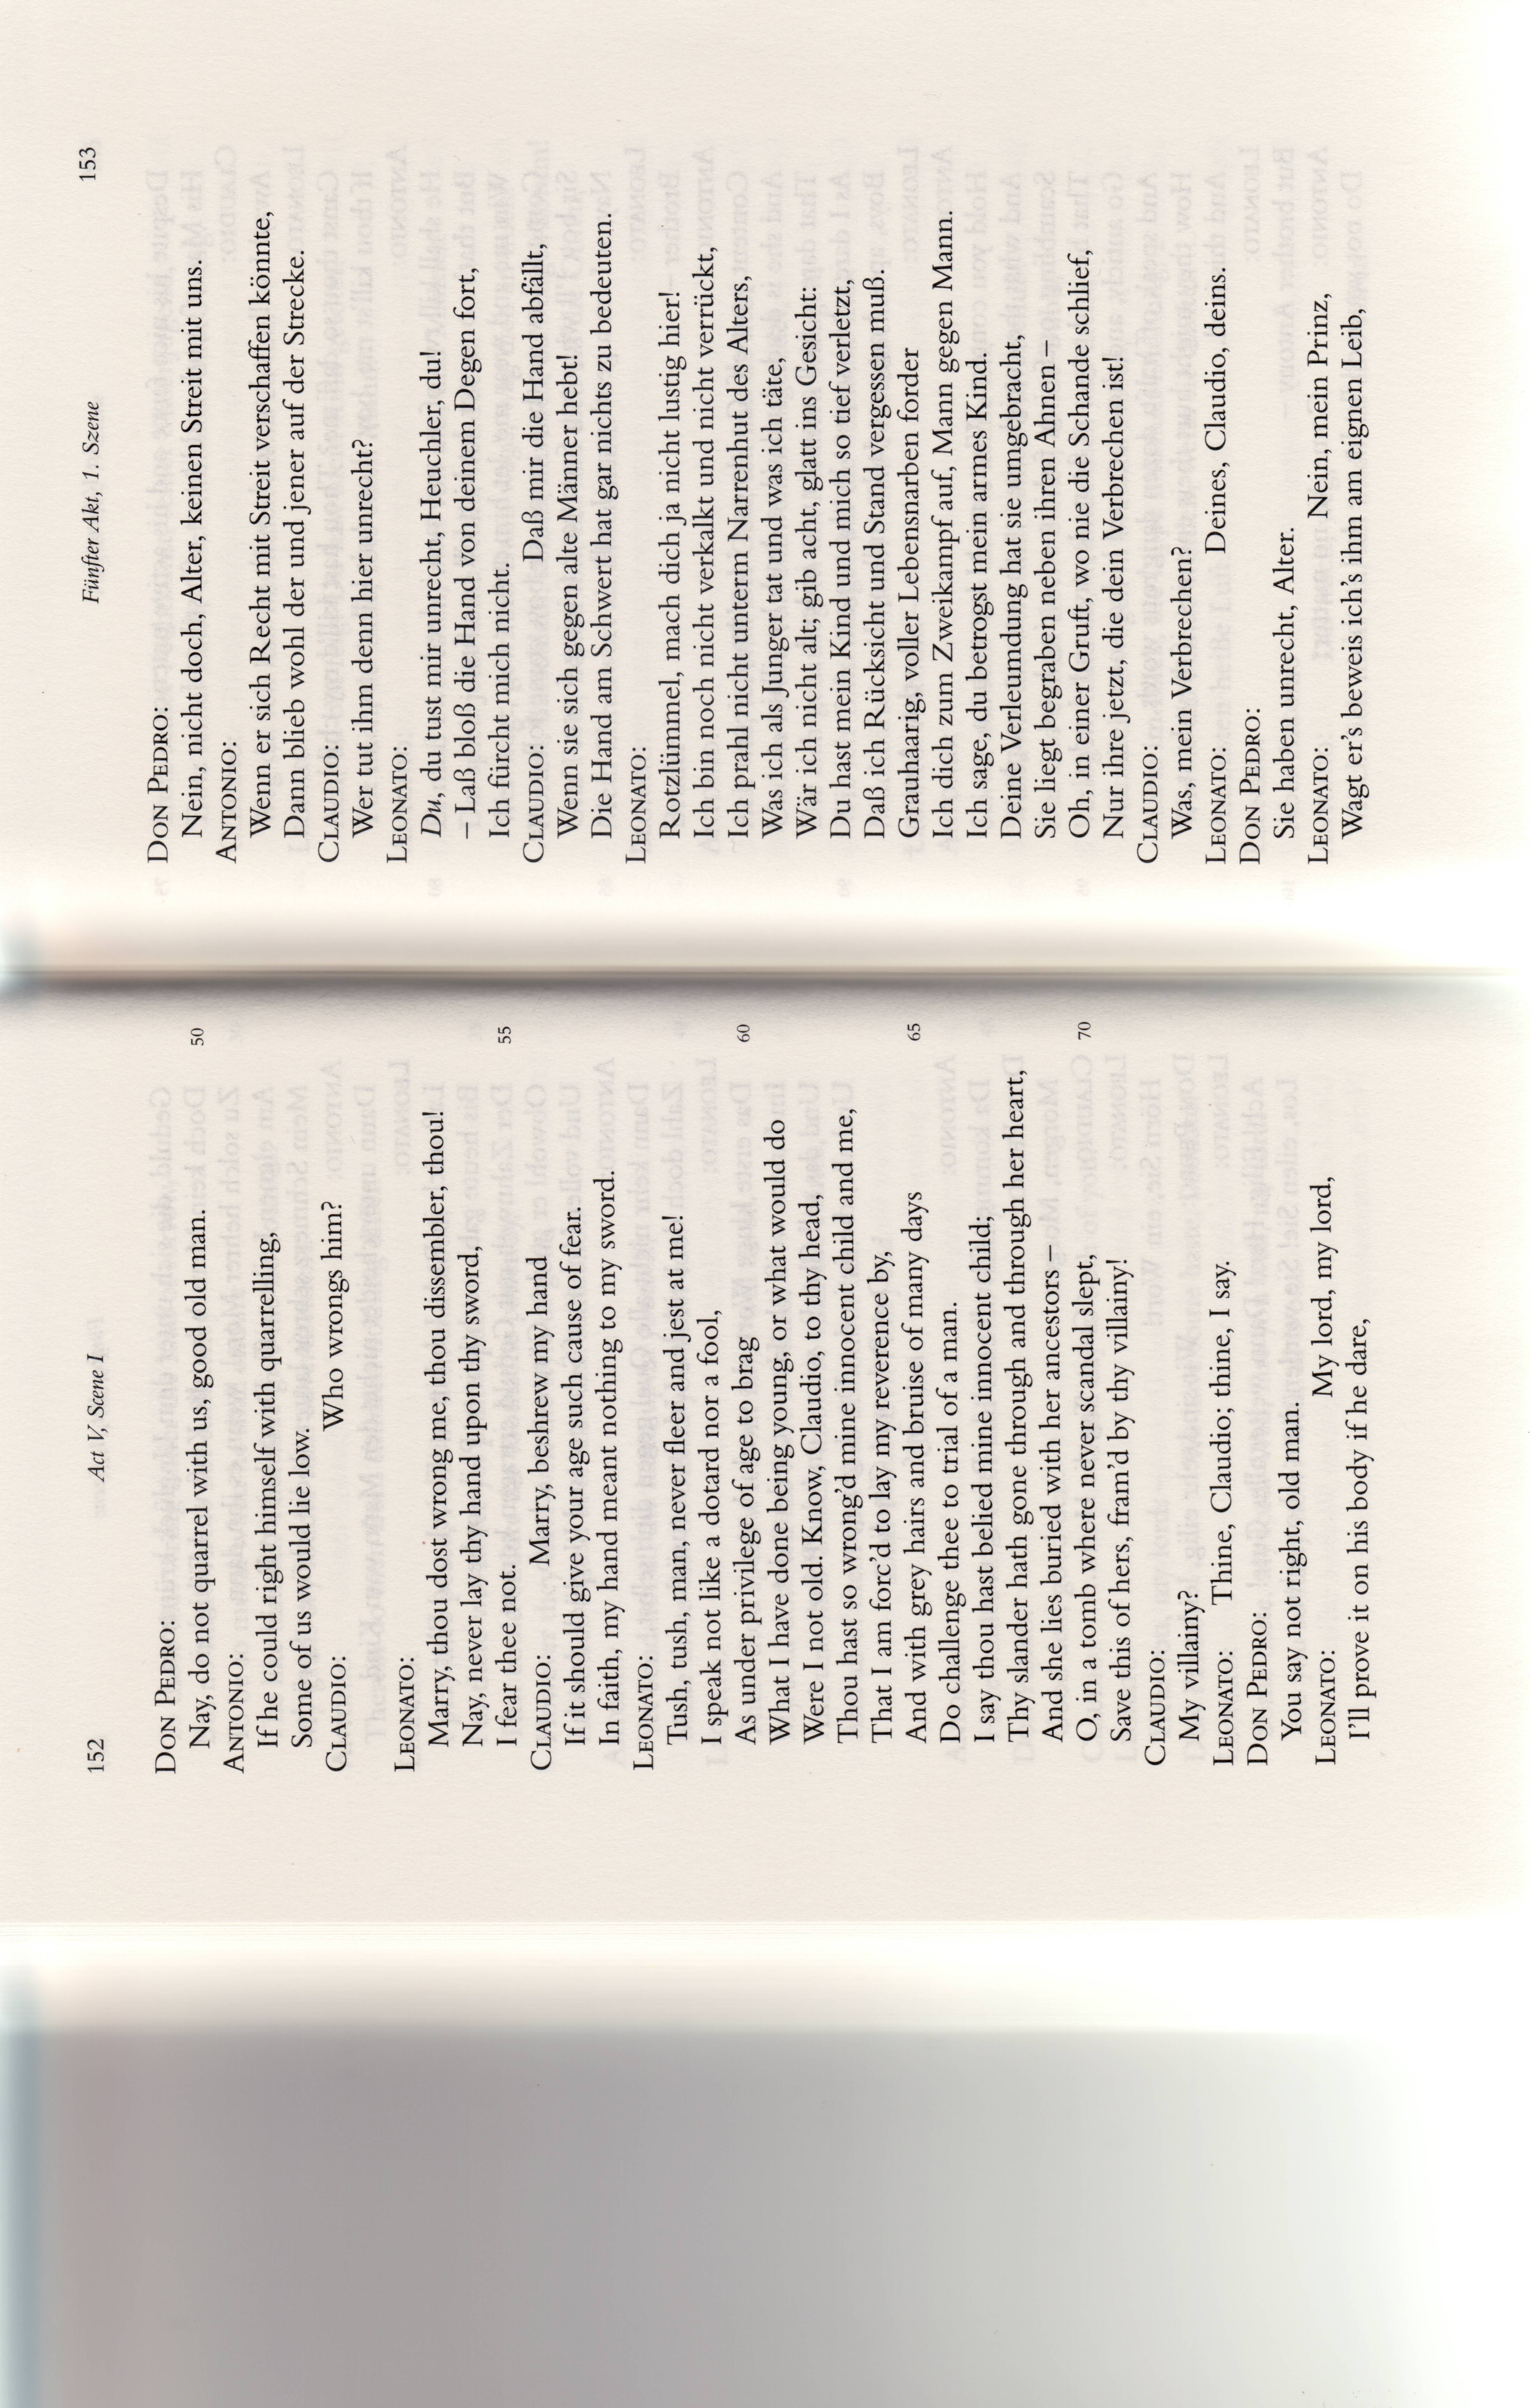 152
Act V, Scene I
DON PEDRO:
Nay, do not quarrel with us, good old man. 50
ANTONIO:
If he could right himself with quarrelling,
Some of us would lie low.
CLAUDIO: Who wrongs him?
LEONATO:
Marry, thou dost wrong me, thou dissembler, thou!
Nay, never lay thy hand upon thy sword,
I fear thee not. 55
CLAUDIO: Marry, beshrew my hand
If it should give your age such cause of fear.
In faith, my hand meant nothing to my sword.
LEONATO:
Tush, tush, man, never fleer and jest at me!
I speak not like a dotard nor a fool,
As under privilege of age to brag 60
What I have done being young, or what would do
Were I not old. Know, Claudio, to thy head,
Thou hast so wrong'd mine innocent child and me,
That I am forc'd to lay my reverence by,
And with grey hairs and bruise of many days 65
Do challenge thee to trial of a man.
I say thou hast belied mine innocent child;
Thy slander hath gone through and through her heart,
And she lies buried with her ancestors –
O, in a tomb where never scandal slept, 70
Save this of hers, fram'd by thy villainy!
CLAUDIO:
My villainy?
LEONATO: Thine, Claudio; thine, I say.
DON PEDRO:
You say not right, old man.
LEONATO: My lord, my lord,
I'll prove it on his body if he dare,
Fünfter Akt, 1. Szene
153
DON PEDRO:
Nein, nicht doch, Alter, keinen Streit mit uns.
ANTONIO:
Wenn er sich Recht mit Streit verschaffen könnte,
Dann blieb wohl der und jener auf der Strecke.
CLAUDIO:
Wer tut ihm denn hier unrecht?
LEONATO:
Du, du tust mir unrecht, Heuchler, du!
– Laß bloß die Hand von deinem Degen fort,
Ich fürcht mich nicht.
CLAUDIO: Daß mir die Hand abfällt,
Wenn sie sich gegen alte Männer hebt!
Die Hand am Schwert hat gar nichts zu bedeuten.
LEONATO:
Rotzlümmel, mach dich ja nicht lustig hier!
Ich bin noch nicht verkalkt und nicht verrückt,
Ich prahl nicht unterm Narrenhut des Alters,
Was ich als Junger tat und was ich täte,
Wär ich nicht alt; gib acht, glatt ins Gesicht:
Du hast mein Kind und mich so tief verletzt,
Daß ich Rücksicht und Stand vergessen muß.
Grauhaarig, voller Lebensnarben forder
Ich dich zum Zweikampf auf, Mann gegen Mann.
Ich sage, du betrogst mein armes Kind.
Deine Verleumdung hat sie umgebracht,
Sie liegt begraben neben ihren Ahnen –
Oh, in einer Gruft, wo nie die Schande schlief,
Nur ihre jetzt, die dein Verbrechen ist!
CLAUDIO:
Was, mein Verbrechen?
LEONATO: Deines, Claudio, deins.
DON PEDRO:
Sie haben unrecht, Alter.
LEONATO: Nein, mein Prinz,
Wagt er's beweis ich's ihm am eignen Leib,